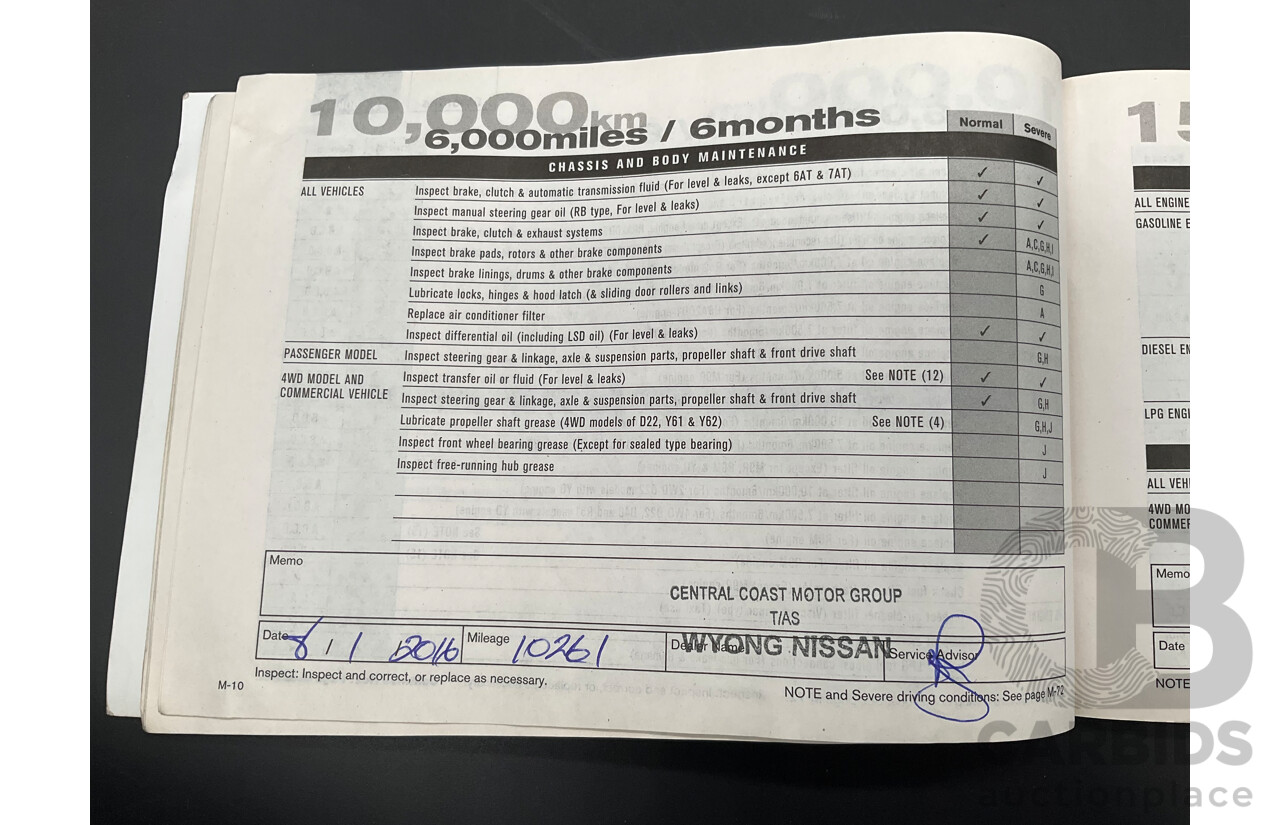 10,000km
6,000miles / 6months
Normal Severe
CHASSIS AND BODY MAINTENANCE
ALL VEHICLES Inspect brake, clutch & automatic transmission fluid (For level & leaks, except 6AT & 7AT) ✓ ✓
Inspect manual steering gear oil (RB type, For level & leaks) ✓ ✓
Inspect brake, clutch & exhaust systems ✓ ✓
Inspect brake pads, rotors & other brake components ✓ A,C,G,H,I
Inspect brake linings, drums & other brake components A,C,G,H,I
Lubricate locks, hinges & hood latch (& sliding door rollers and links) G
Replace air conditioner filter A
Inspect differential oil (including LSD oil) (For level & leaks) ✓ ✓
PASSENGER MODEL Inspect steering gear & linkage, axle & suspension parts, propeller shaft & front drive shaft G,H
4WD MODEL AND Inspect transfer oil or fluid (For level & leaks) See NOTE (12) ✓ ✓
COMMERCIAL VEHICLE Inspect steering gear & linkage, axle & suspension parts, propeller shaft & front drive shaft ✓ G,H
Lubricate propeller shaft grease (4WD models of D22, Y61 & Y62) See NOTE (4) G,H,J
Inspect front wheel bearing grease (Except for sealed type bearing) J
Inspect free-running hub grease J
Memo
CENTRAL COAST MOTOR GROUP
T/AS
WYONG NISSAN
Date 8/1/2016 Mileage 10261 Dealer Name Service Advisor
Inspect: Inspect and correct, or replace as necessary.
M-10 NOTE and Severe driving conditions: See page M-72
15
ALL ENGINE
GASOLINE E
DIESEL EN
LPG ENGI
ALL VEHI
4WD MO
COMMER
Memo
Date
NOTE
CB
CARBIDS
auctionplace